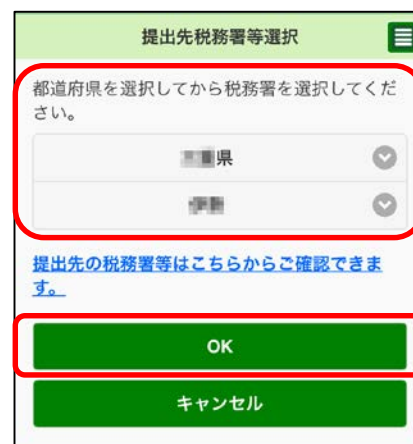 提出先税務署等選択
都道府県を選択してから税務署を選択してくだ
さい。
県
提出先の税務署等はこちらからご確認できま
す。
OK
キャンセル